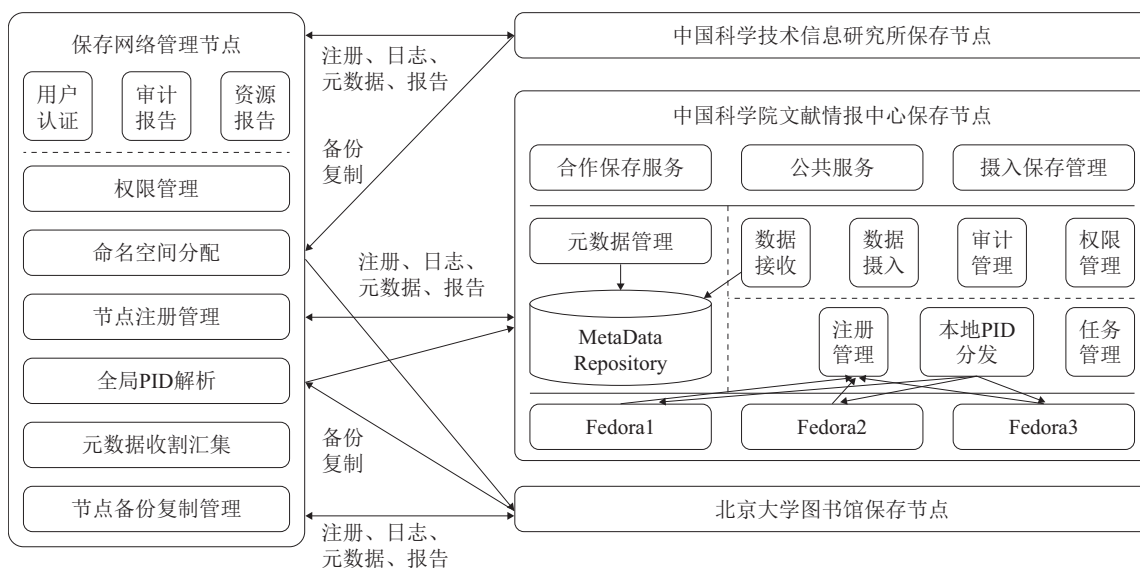 保存网络管理节点
用户
认证
审计
报告
资源
报告
权限管理
命名空间分配
节点注册管理
全局PID解析
元数据收割汇集
节点备份复制管理
注册、日志、
元数据、报告
备份
复制
注册、日志、
元数据、报告
备份
复制
注册、日志、
元数据、报告
中国科学技术信息研究所保存节点
中国科学院文献情报中心保存节点
合作保存服务
公共服务
摄入保存管理
元数据管理
MetaData
Repository
数据
接收
数据
摄入
审计
管理
权限
管理
注册
管理
本地PID
分发
任务
管理
Fedora1
Fedora2
Fedora3
北京大学图书馆保存节点